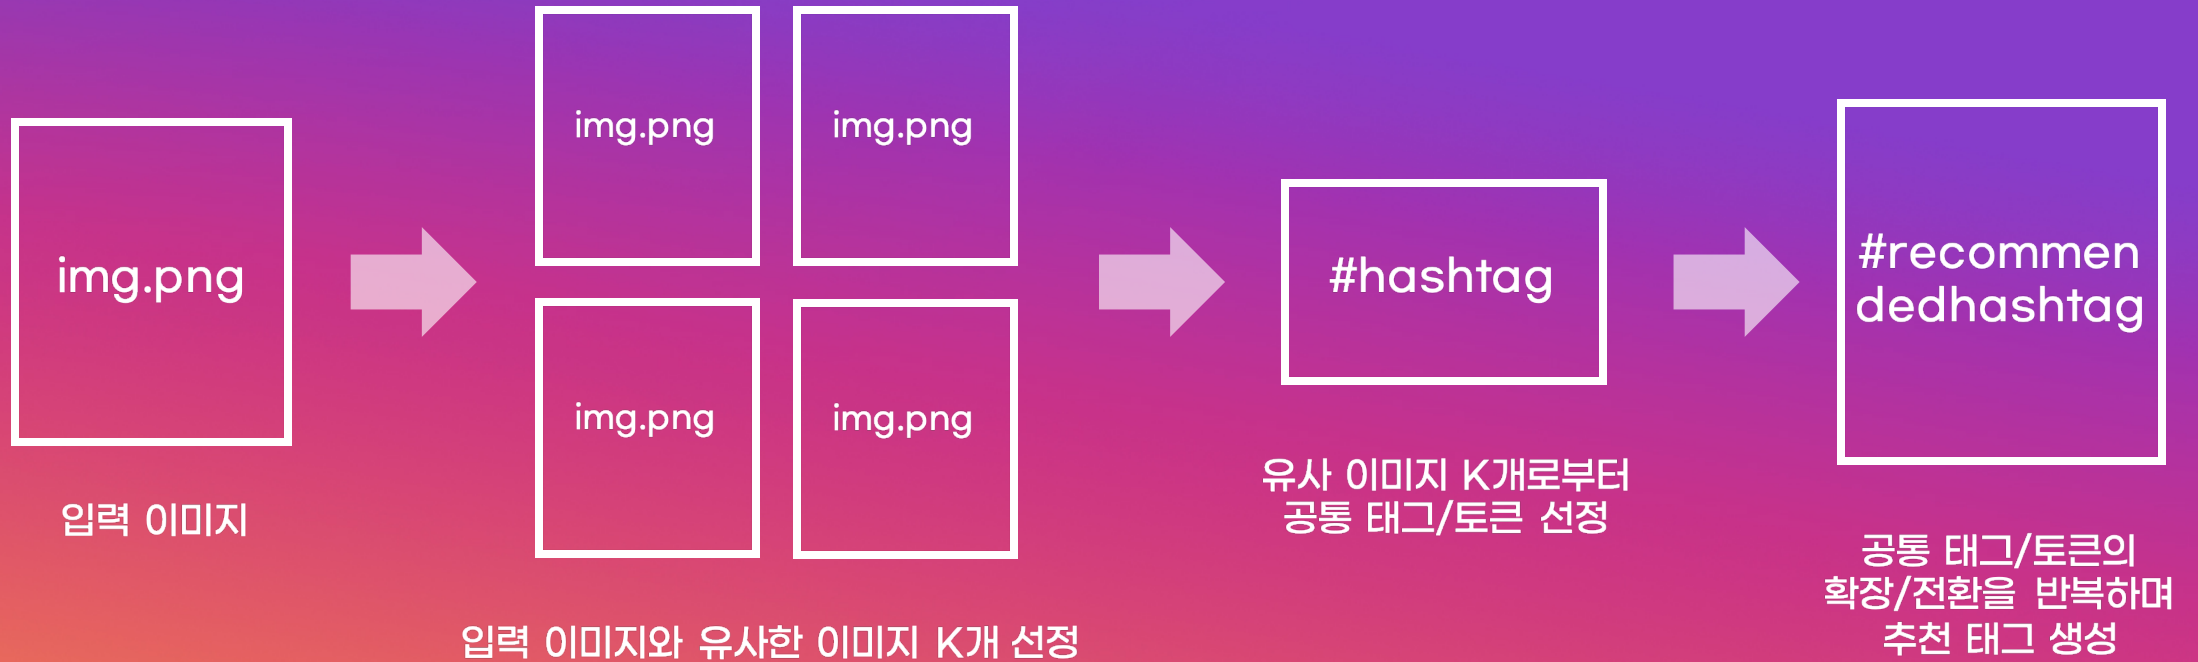 img.png
입력 이미지
img.png
img.png
img.png
img.png
입력 이미지와 유사한 이미지 K개 선정
#hashtag
유사 이미지 K개로부터
공통 태그/토큰 선정
#recommen
dedhashtag
공통 태그/토큰의
확장/전환을 반복하며
추천 태그 생성